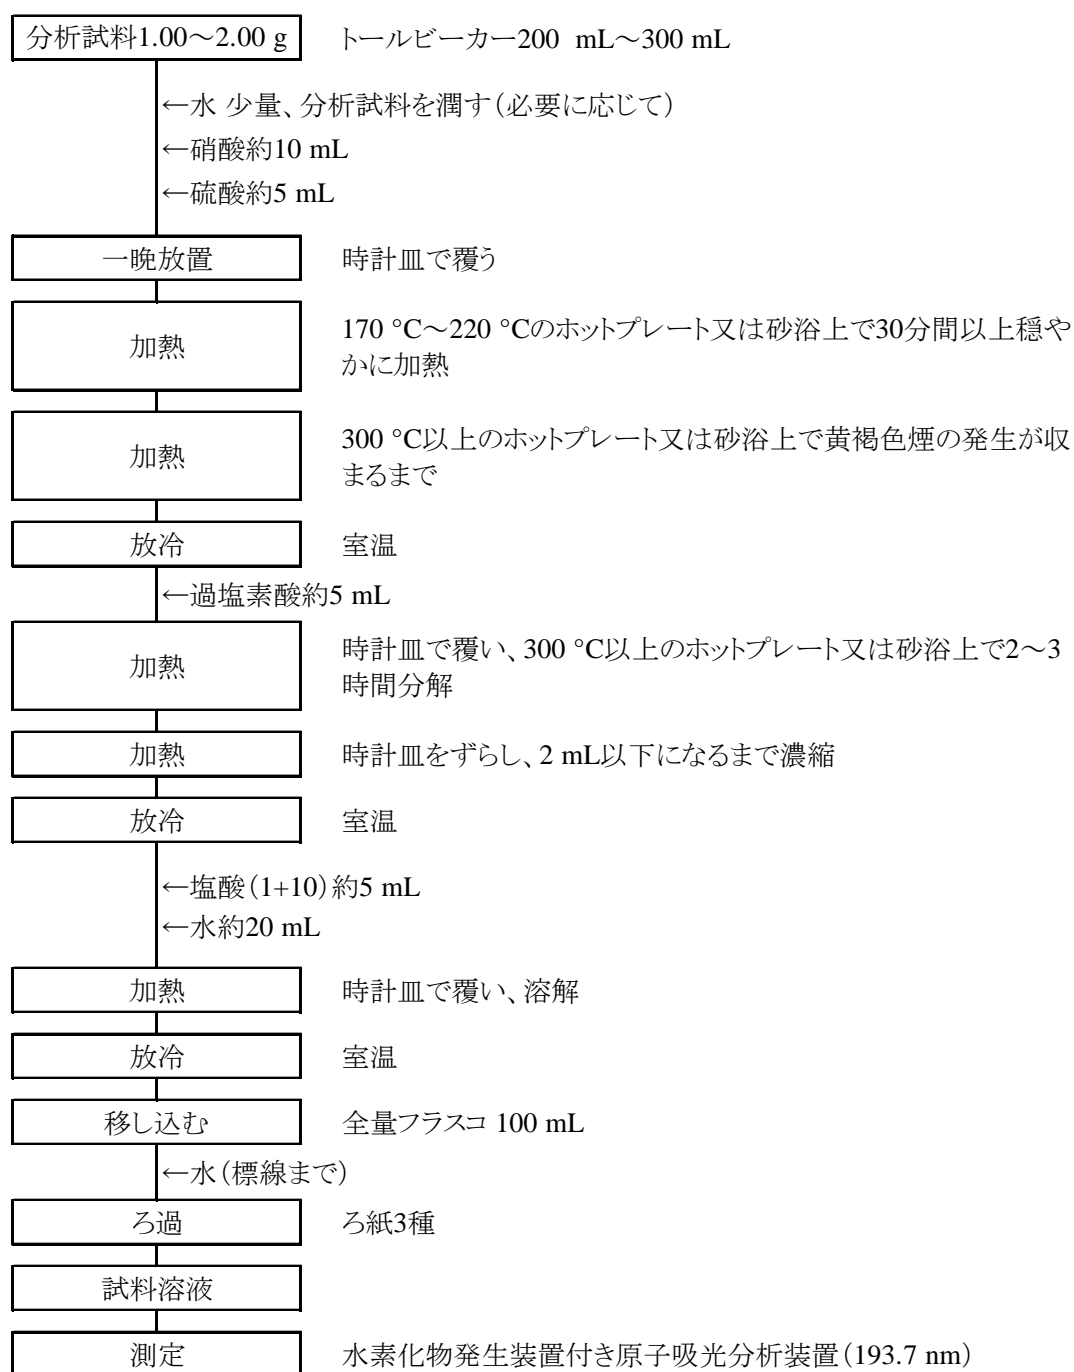 分析試料1.00～2.00 g トールビーカー200 mL～300 mL
←水 少量、分析試料を潤す（必要に応じて）
←硝酸約10 mL
←硫酸約5 mL
一晩放置 時計皿で覆う
加熱 170 °C～220 °Cのホットプレート又は砂浴上で30分間以上穏や
かに加熱
加熱 300 °C以上のホットプレート又は砂浴上で黄褐色煙の発生が収
まるまで
放冷 室温
←過塩素酸約5 mL
加熱 時計皿で覆い、300 °C以上のホットプレート又は砂浴上で2～3
時間分解
加熱 時計皿をずらし、2 mL以下になるまで濃縮
放冷 室温
←塩酸（1+10）約5 mL
←水約20 mL
加熱 時計皿で覆い、溶解
放冷 室温
移し込む 全量フラスコ 100 mL
←水（標線まで）
ろ過 ろ紙3種
試料溶液
測定 水素化物発生装置付き原子吸光分析装置（193.7 nm）